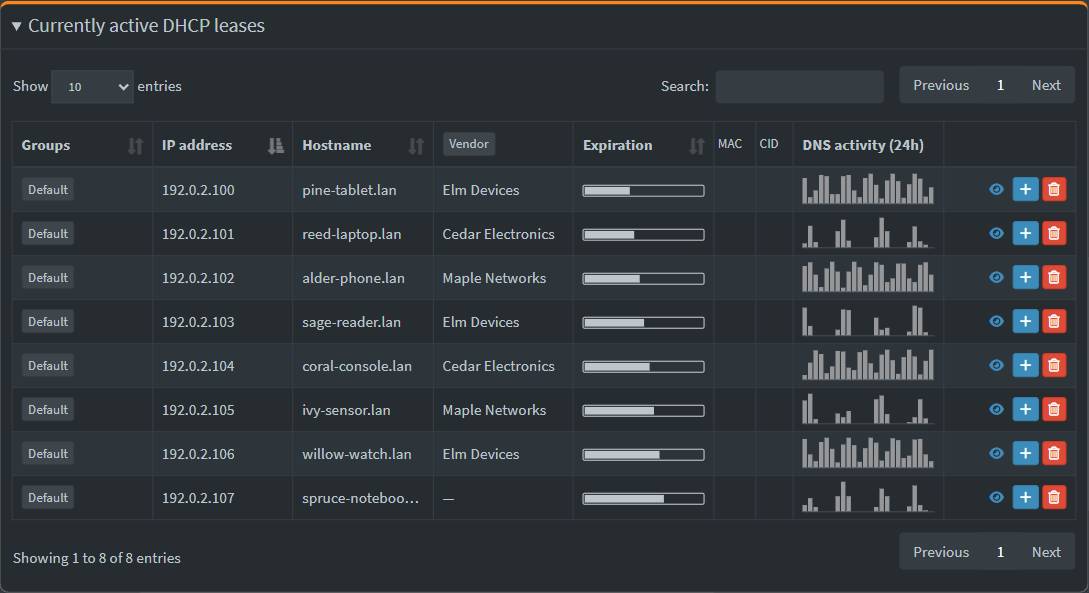 Currently active DHCP leases
Show 10 entries Search: Previous 1 Next
Groups IP address Hostname Vendor Expiration MAC CID DNS activity (24h)
Default 192.0.2.100 pine-tablet.lan Elm Devices
Default 192.0.2.101 reed-laptop.lan Cedar Electronics
Default 192.0.2.102 alder-phone.lan Maple Networks
Default 192.0.2.103 sage-reader.lan Elm Devices
Default 192.0.2.104 coral-console.lan Cedar Electronics
Default 192.0.2.105 ivy-sensor.lan Maple Networks
Default 192.0.2.106 willow-watch.lan Elm Devices
Default 192.0.2.107 spruce-noteboo… —
Showing 1 to 8 of 8 entries Previous 1 Next